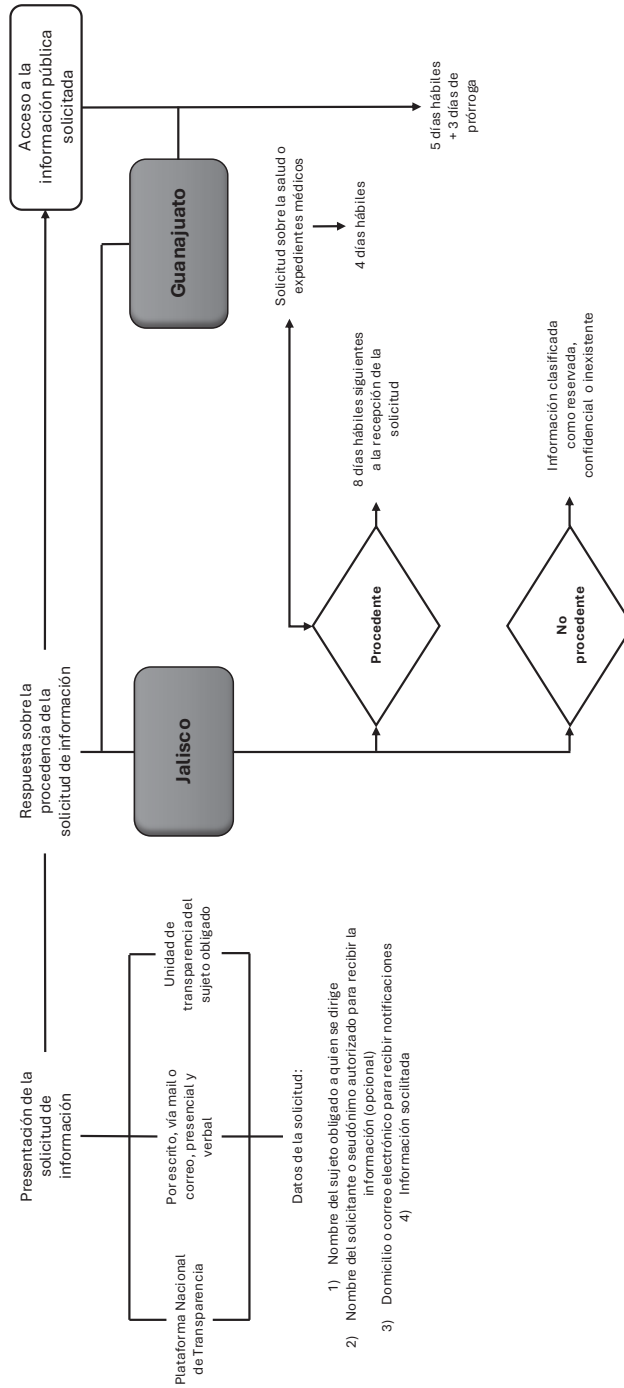 Presentación de la
solicitud de
información
Respuesta sobre la
procedencia de la
solicitud de información
Acceso a la
información pública
solicitada
Plataforma Nacional
de Transparencia
Por escrito, vía mail o
correo, presencial y
verbal
Unidad de
transparencia del
sujeto obligado
Datos de la solicitud:
1) Nombre del sujeto obligado a quien se dirige
2) Nombre del solicitante o seudónimo autorizado para recibir la
información (opcional)
3) Domicilio o correo electrónico para recibir notificaciones
4) Información socilitada
Jalisco
Guanajuato
Procedente
8 días hábiles siguientes
a la recepción de la
solicitud
Solicitud sobre la salud o
expedientes médicos
4 días hábiles
No
procedente
Información clasificada
como reservada,
confidencial o inexistente
5 días hábiles
+ 3 días de
prórroga